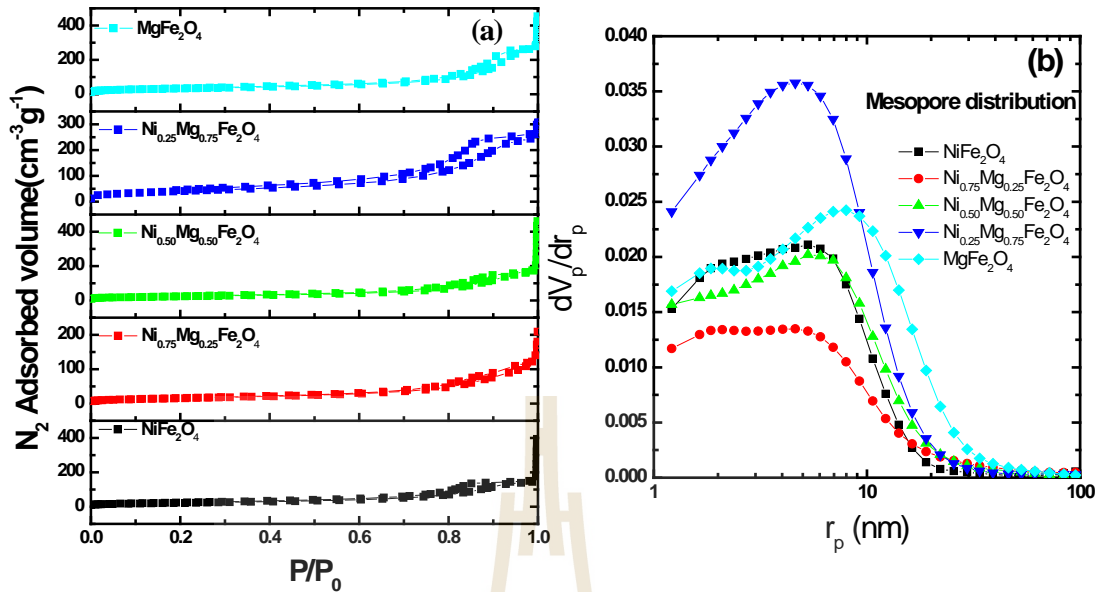 (a)
N₂ Adsorbed volume(cm⁻³g⁻¹)
MgFe₂O₄
400
200
0
Ni₀.₂₅Mg₀.₇₅Fe₂O₄
300
200
100
0
Ni₀.₅₀Mg₀.₅₀Fe₂O₄
400
200
0
Ni₀.₇₅Mg₀.₂₅Fe₂O₄
200
100
0
NiFe₂O₄
400
200
0
0.0 0.2 0.4 0.6 0.8 1.0
P/P₀
(b)
dVₚ/drₚ
0.040
0.035
0.030
0.025
0.020
0.015
0.010
0.005
0.000
Mesopore distribution
NiFe₂O₄
Ni₀.₇₅Mg₀.₂₅Fe₂O₄
Ni₀.₅₀Mg₀.₅₀Fe₂O₄
Ni₀.₂₅Mg₀.₇₅Fe₂O₄
MgFe₂O₄
1 10 100
rₚ (nm)